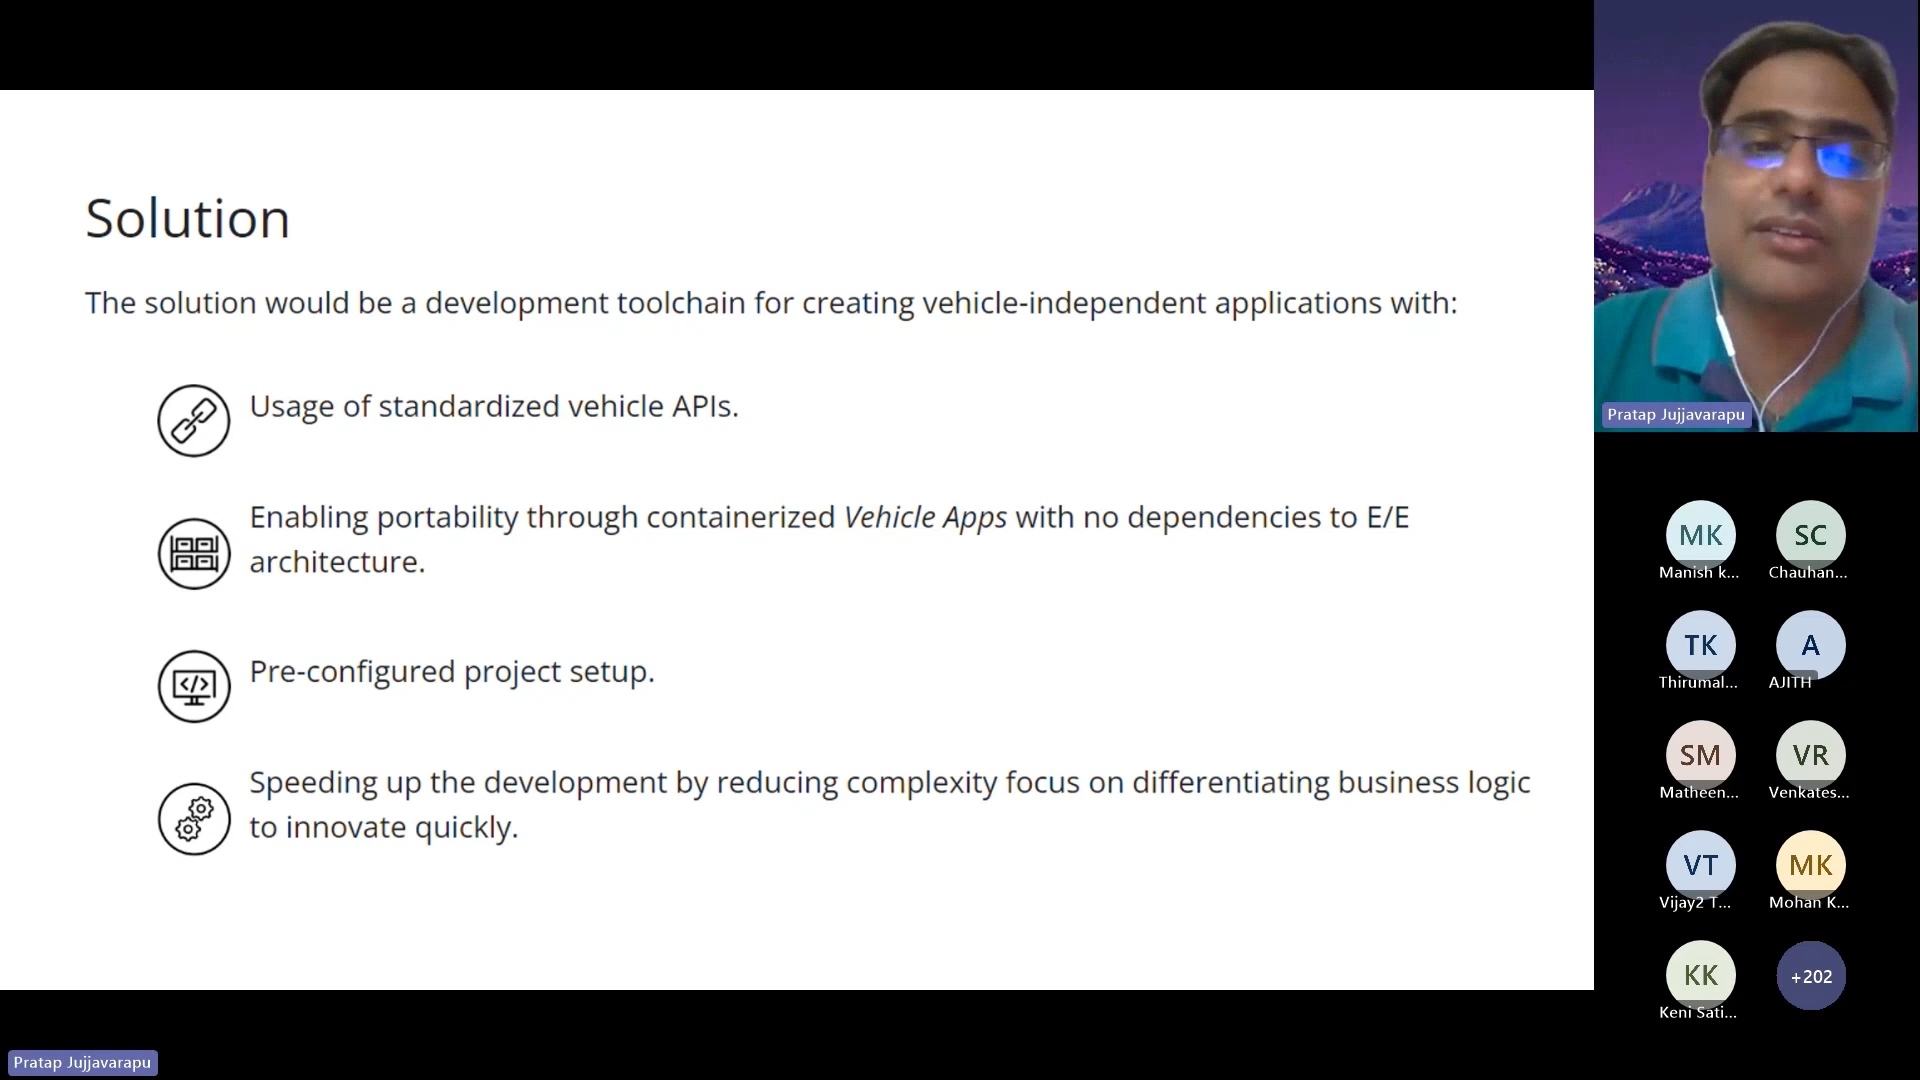 Solution
The solution would be a development toolchain for creating vehicle-independent applications with:
Usage of standardized vehicle APIs.
Enabling portability through containerized Vehicle Apps with no dependencies to E/E
architecture.
Pre-configured project setup.
Speeding up the development by reducing complexity focus on differentiating business logic
to innovate quickly.
Pratap Jujjavarapu
MK
Manish k...
SC
Chauhan...
TK
Thirumal...
A
AJITH
SM
Matheen...
VR
Venkates...
VT
Vijay2 T...
MK
Mohan K...
KK
Keni Sati...
+202
Pratap Jujjavarapu